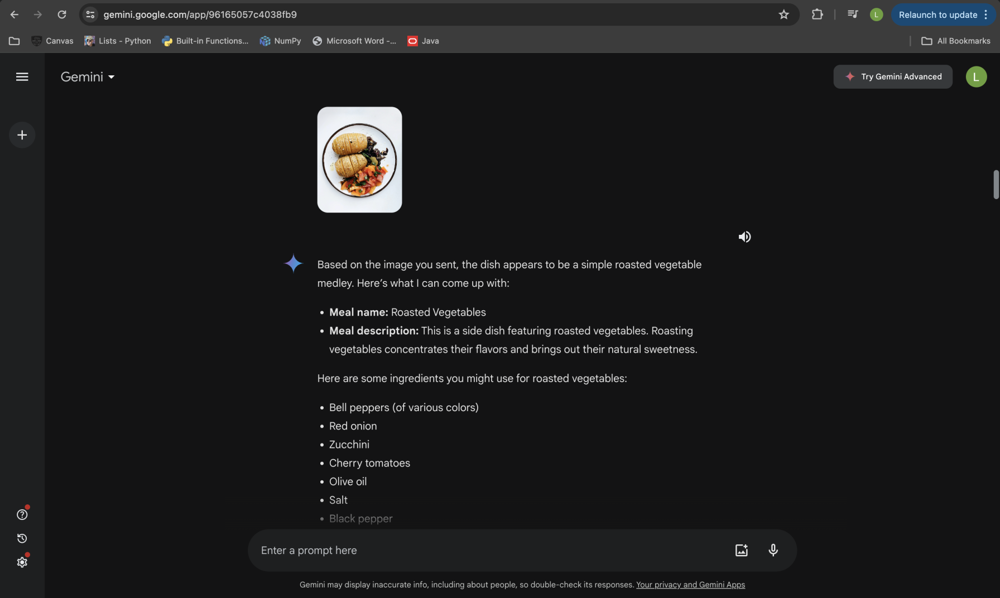 gemini.google.com/app/96165057c4038fb9
L
Relaunch to update
Canvas
Lists - Python
Built-in Functions...
NumPy
Microsoft Word -...
Java
All Bookmarks
Gemini
Try Gemini Advanced
L
Based on the image you sent, the dish appears to be a simple roasted vegetable
medley. Here’s what I can come up with:
• Meal name: Roasted Vegetables
• Meal description: This is a side dish featuring roasted vegetables. Roasting
vegetables concentrates their flavors and brings out their natural sweetness.
Here are some ingredients you might use for roasted vegetables:
• Bell peppers (of various colors)
• Red onion
• Zucchini
• Cherry tomatoes
• Olive oil
• Salt
• Black pepper
Enter a prompt here
Gemini may display inaccurate info, including about people, so double-check its responses. Your privacy and Gemini Apps